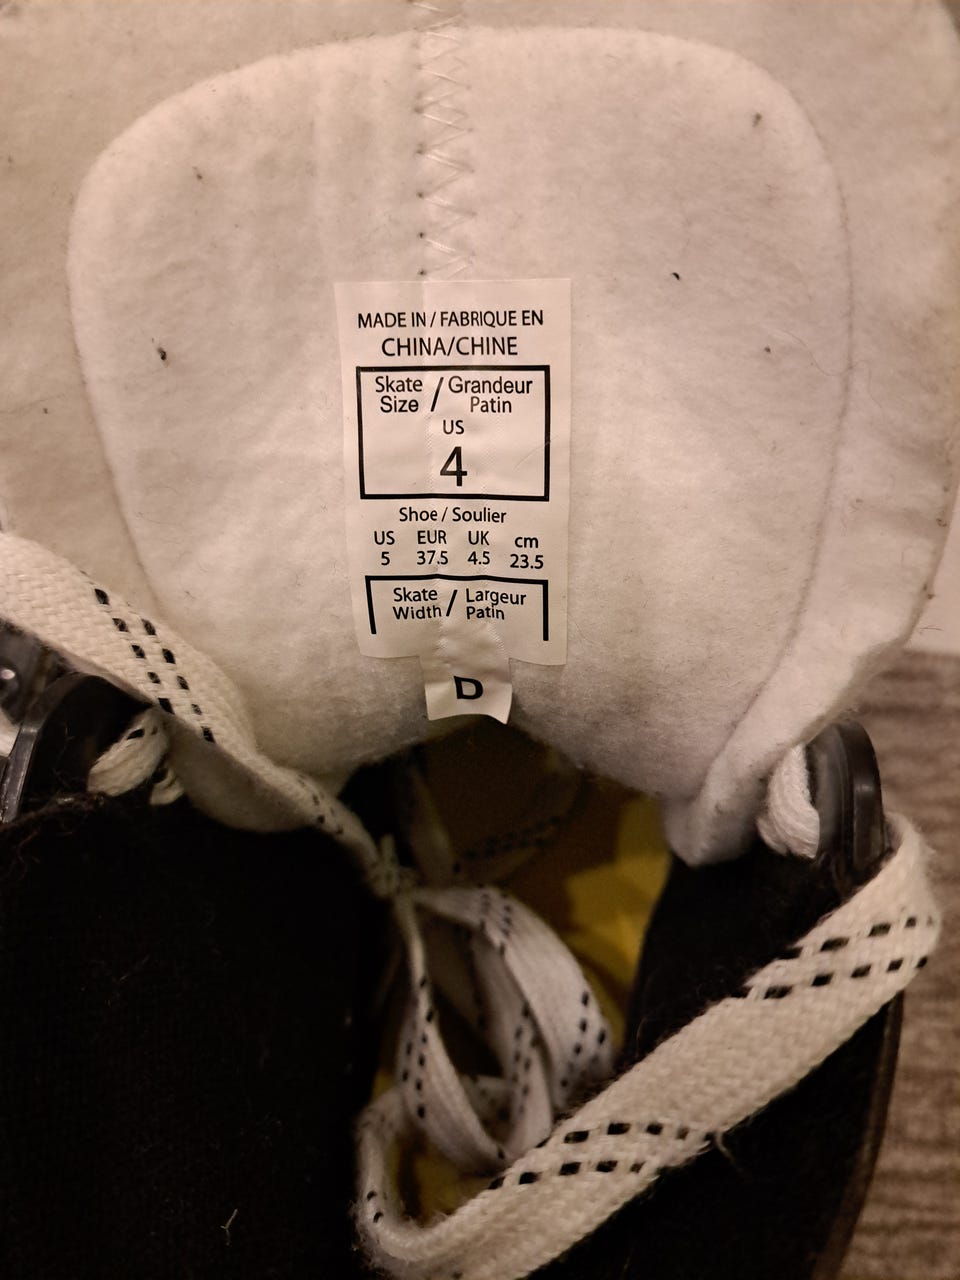 MADE IN / FABRIQUE EN
CHINA/CHINE
Skate Size / Grandeur Patin
US
4
Shoe / Soulier
US EUR UK cm
5 37.5 4.5 23.5
Skate Width / Largeur Patin
D